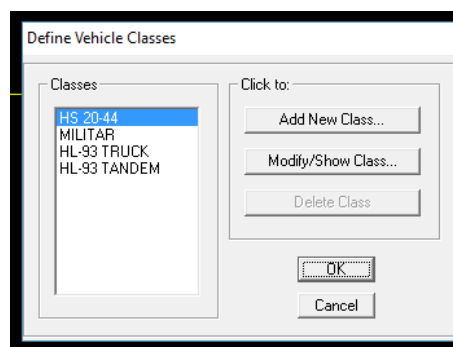 Define Vehicle Classes
Classes
HS 20-44
MILITAR
HL-93 TRUCK
HL-93 TANDEM
Click to:
Add New Class...
Modify/Show Class...
Delete Class
OK
Cancel